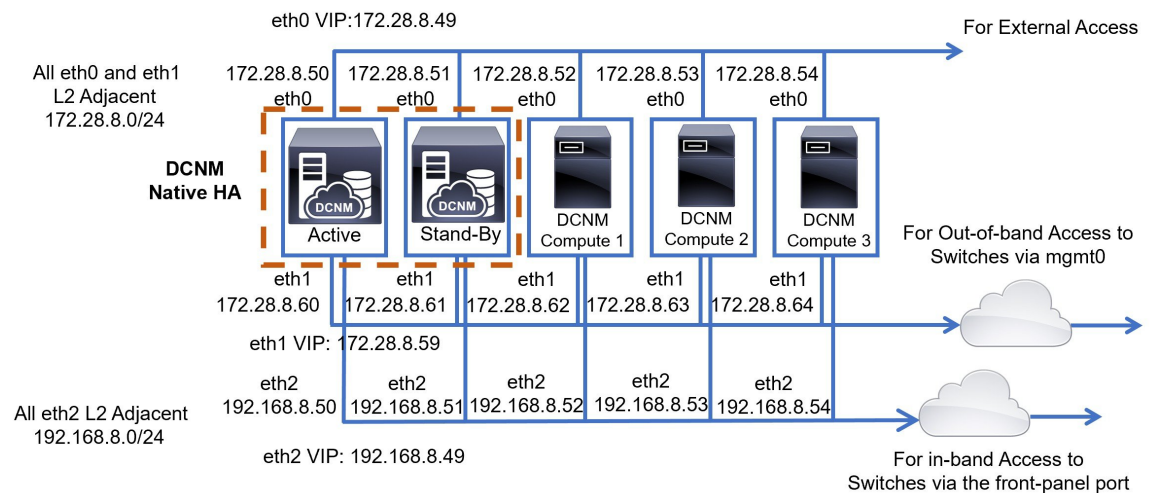 eth0 VIP:172.28.8.49
For External Access
All eth0 and eth1
L2 Adjacent
172.28.8.0/24
172.28.8.50 172.28.8.51 172.28.8.52 172.28.8.53 172.28.8.54
eth0 eth0 eth0 eth0 eth0
DCNM
Native HA
DCNM
Active
DCNM
Stand-By
DCNM
Compute 1
DCNM
Compute 2
DCNM
Compute 3
For Out-of-band Access to
Switches via mgmt0
eth1 eth1 eth1 eth1 eth1
172.28.8.60 172.28.8.61 172.28.8.62 172.28.8.63 172.28.8.64
eth1 VIP: 172.28.8.59
eth2 eth2 eth2 eth2 eth2
192.168.8.50 192.168.8.51 192.168.8.52 192.168.8.53 192.168.8.54
All eth2 L2 Adjacent
192.168.8.0/24
eth2 VIP: 192.168.8.49
For in-band Access to
Switches via the front-panel port